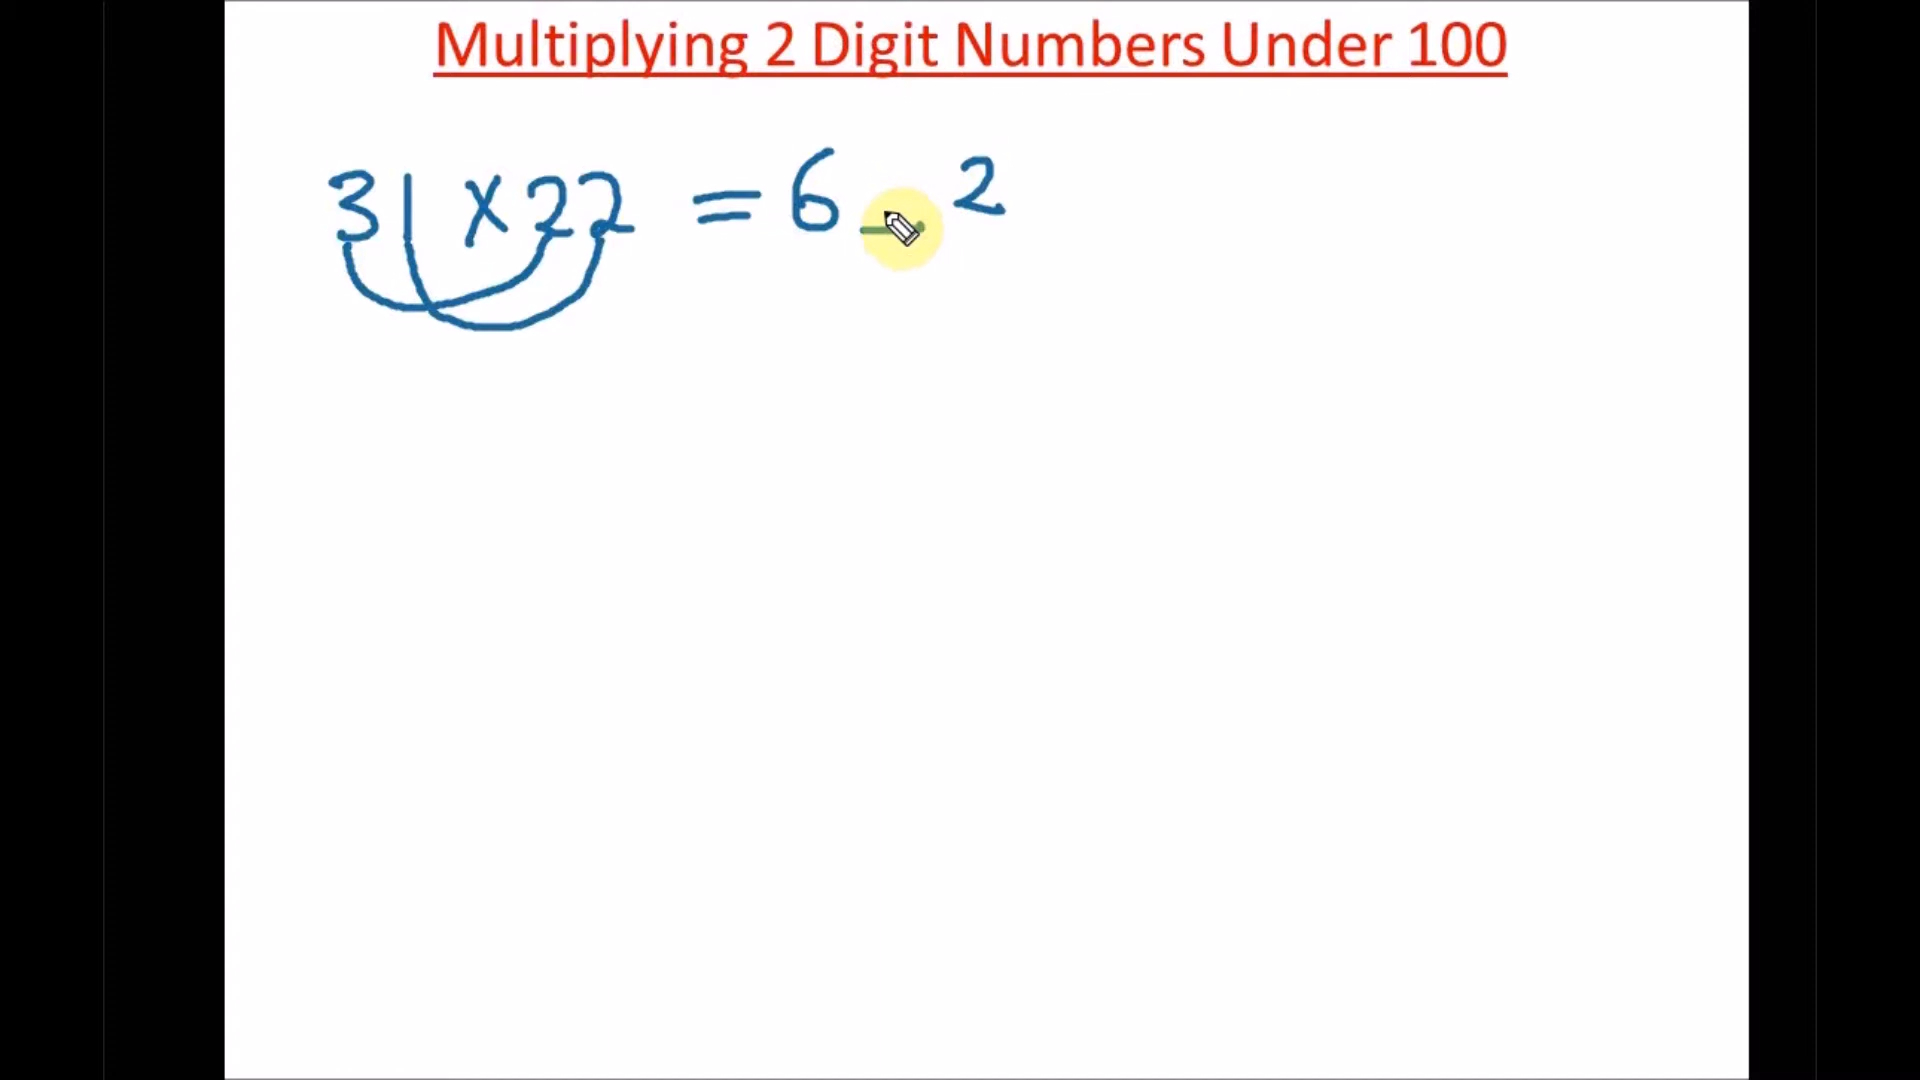 Multiplying 2 Digit Numbers Under 100
31 x 22 = 6 _ 2